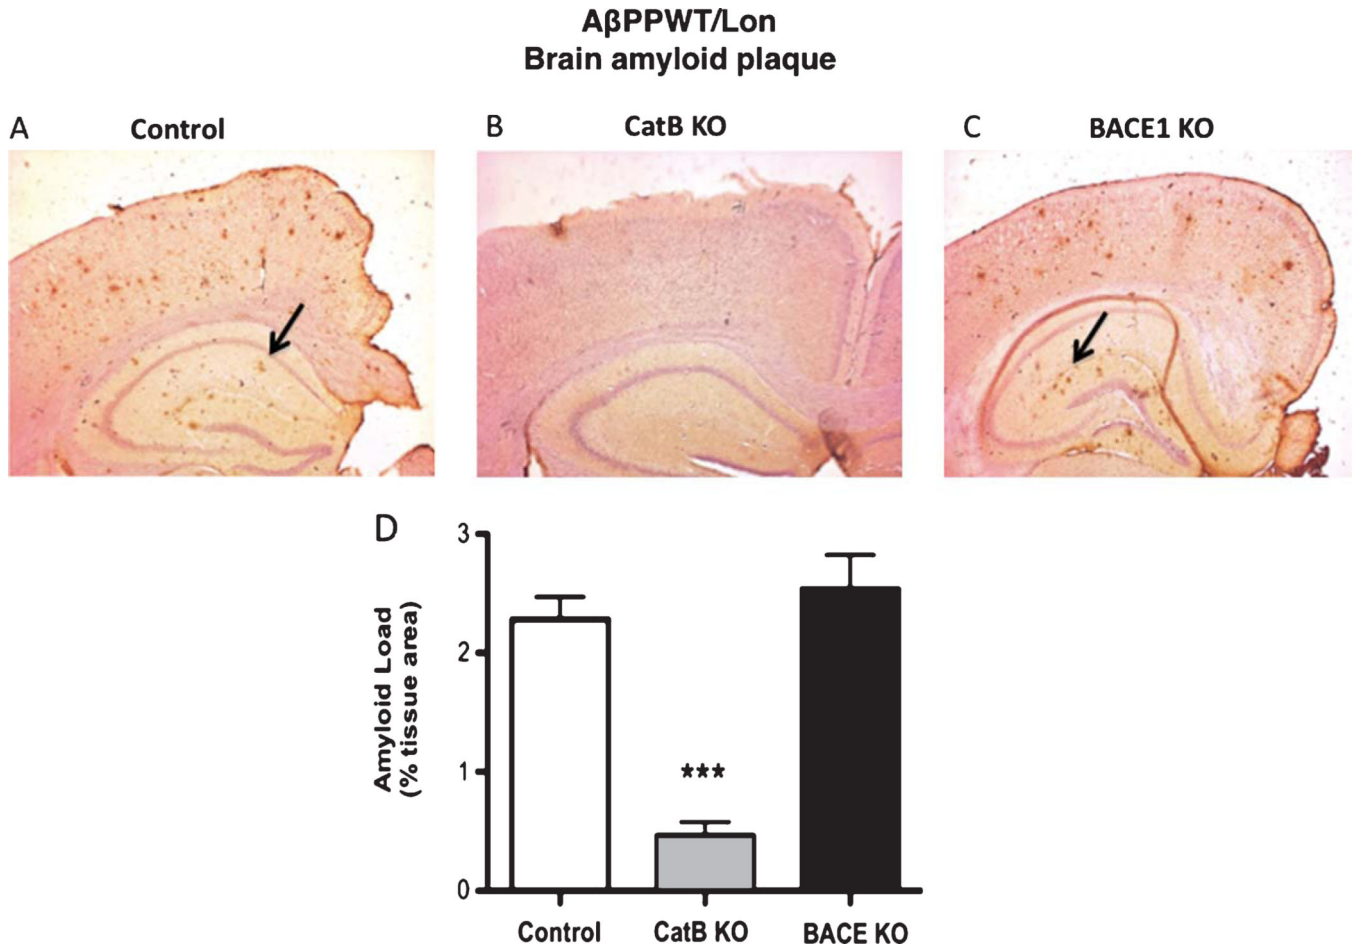 AβPPWT/Lon
Brain amyloid plaque
A Control
B CatB KO
C BACE1 KO
D
Amyloid Load
(% tissue area)
3
2
1
0
***
Control CatB KO BACE KO